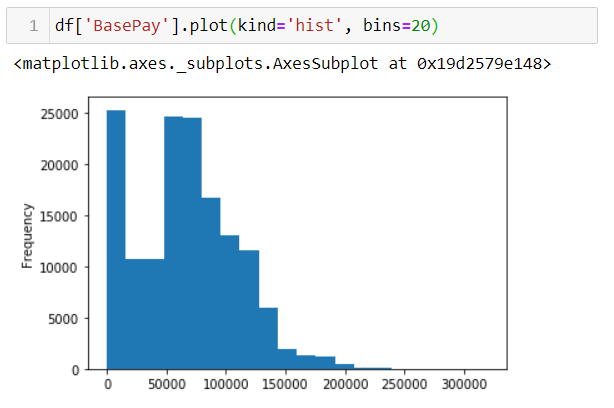 1 df['BasePay'].plot(kind='hist', bins=20)
<matplotlib.axes._subplots.AxesSubplot at 0x19d2579e148>
25000
20000
15000
10000
5000
0
Frequency
0 50000 100000 150000 200000 250000 300000